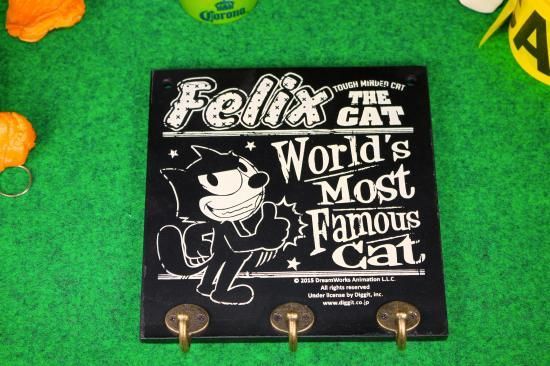 Corona
Felix
TOUGH MINDED CAT
THE
CAT
World's
Most
Famous
Cat
© 2015 DreamWorks Animation L.L.C.
All rights reserved
Under license by Diggit, Inc.
www.diggit.co.jp